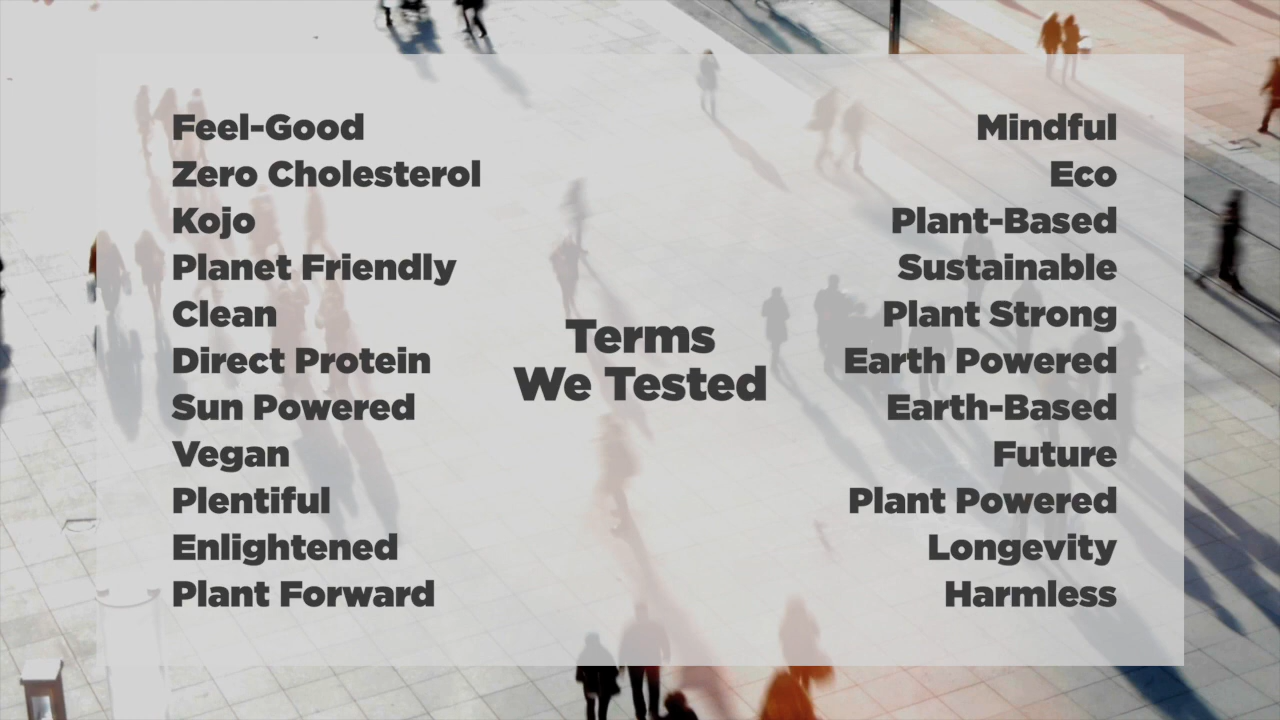 Feel-Good
Zero Cholesterol
Kojo
Planet Friendly
Clean
Direct Protein
Sun Powered
Vegan
Plentiful
Enlightened
Plant Forward
Terms
We Tested
Mindful
Eco
Plant-Based
Sustainable
Plant Strong
Earth Powered
Earth-Based
Future
Plant Powered
Longevity
Harmless